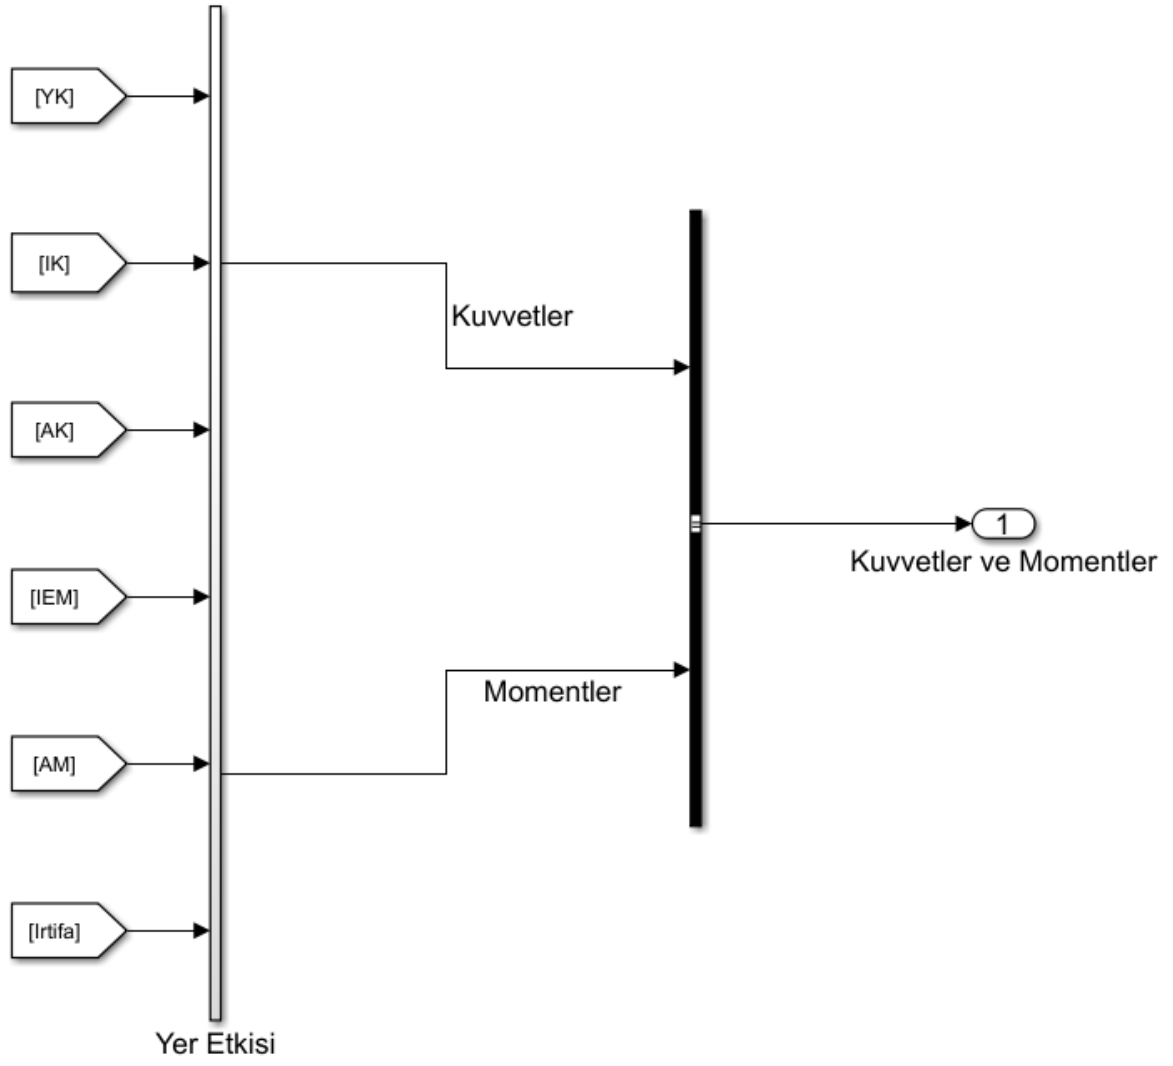 [YK]
[IK]
Kuvvetler
[AK]
1
Kuvvetler ve Momentler
[IEM]
Momentler
[AM]
[Irtifa]
Yer Etkisi